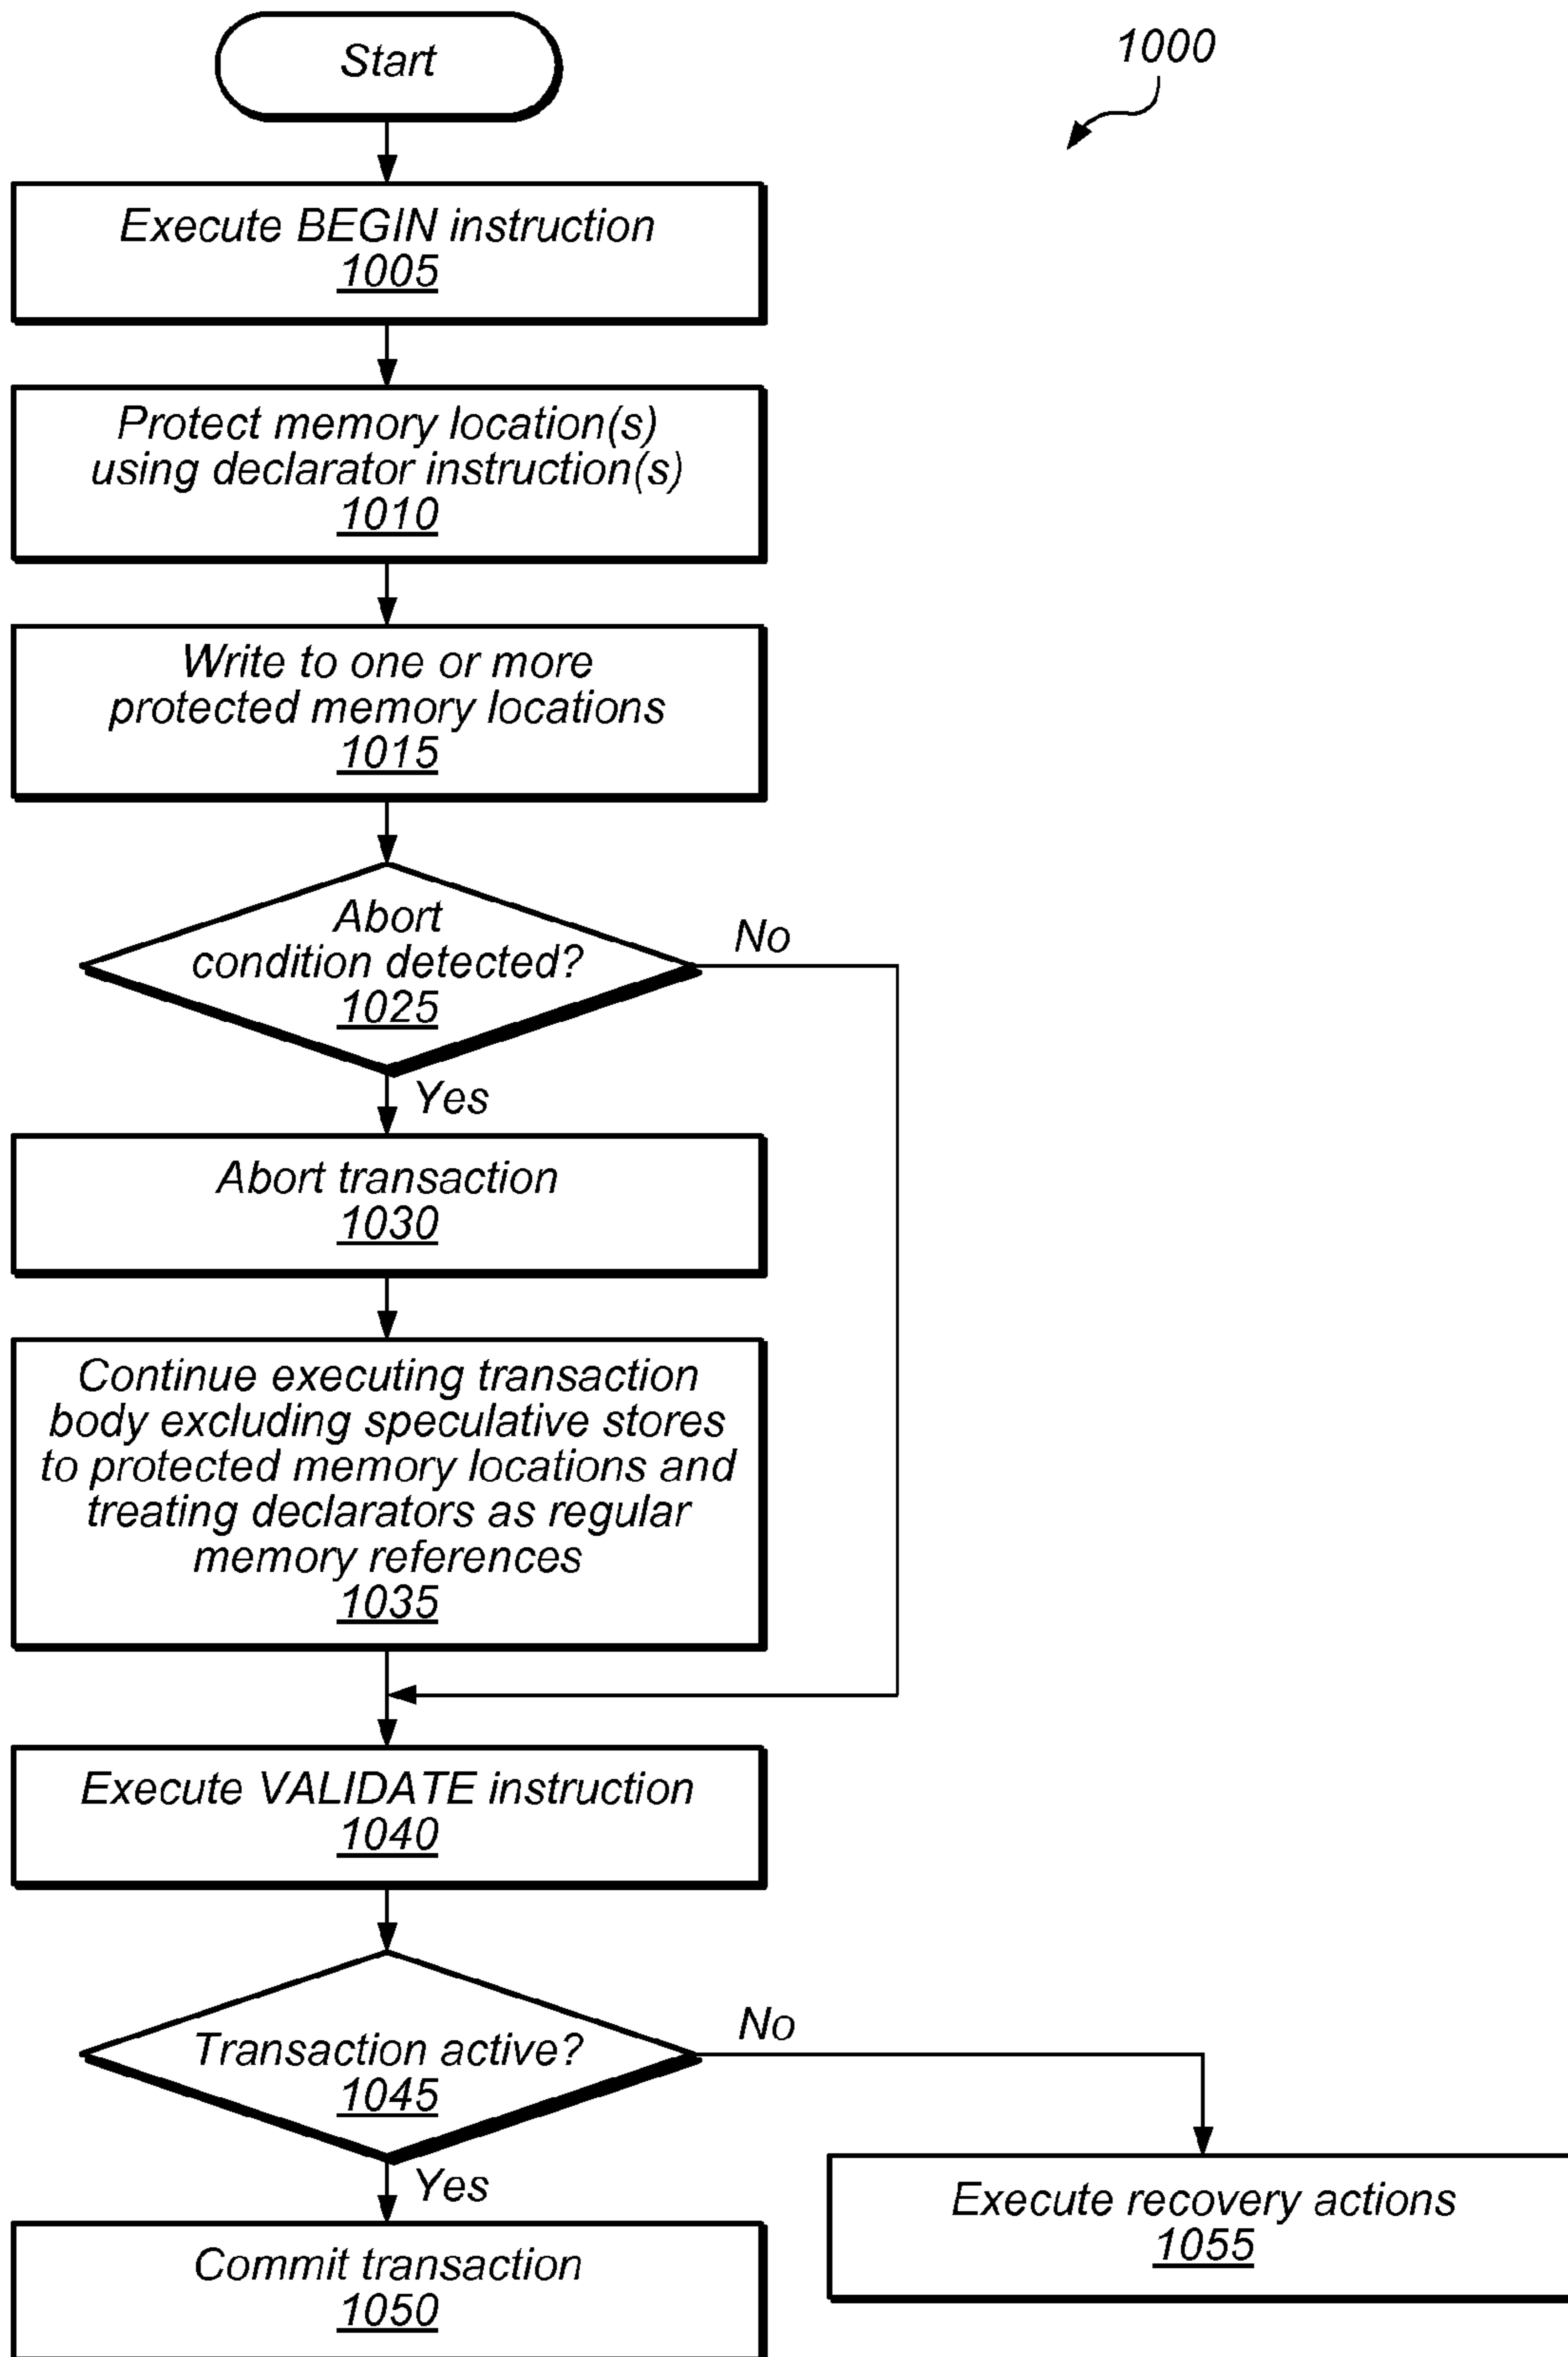 Start
1000
Execute BEGIN instruction
1005
Protect memory location(s)
using declarator instruction(s)
1010
Write to one or more
protected memory locations
1015
Abort
condition detected?
1025
No
Yes
Abort transaction
1030
Continue executing transaction
body excluding speculative stores
to protected memory locations and
treating declarators as regular
memory references
1035
Execute VALIDATE instruction
1040
Transaction active?
1045
No
Yes
Execute recovery actions
1055
Commit transaction
1050